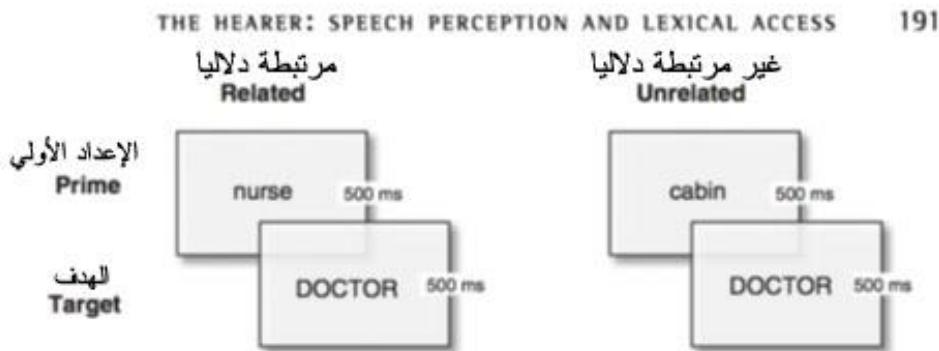 THE HEARER: SPEECH PERCEPTION AND LEXICAL ACCESS 191
مرتبطة دلاليا غير مرتبطة دلاليا
Related Unrelated
الإعداد الأولي
Prime
nurse 500 ms cabin 500 ms
الهدف
Target
DOCTOR 500 ms DOCTOR 500 ms